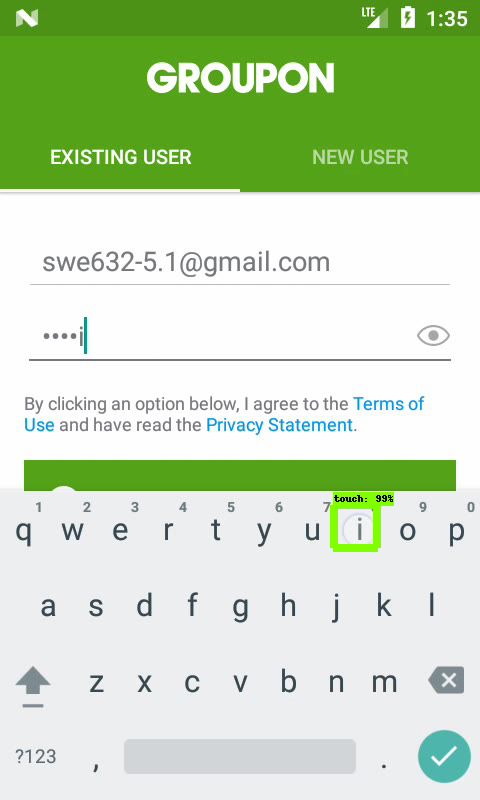 LTE 1:35
GROUPON
EXISTING USER NEW USER
swe632-5.1@gmail.com
••••i
By clicking an option below, I agree to the Terms of
Use and have read the Privacy Statement.
touch: 99%
1 2 3 4 5 6 7 9 0
q w e r t y u i o p
a s d f g h j k l
z x c v b n m
?123 , .